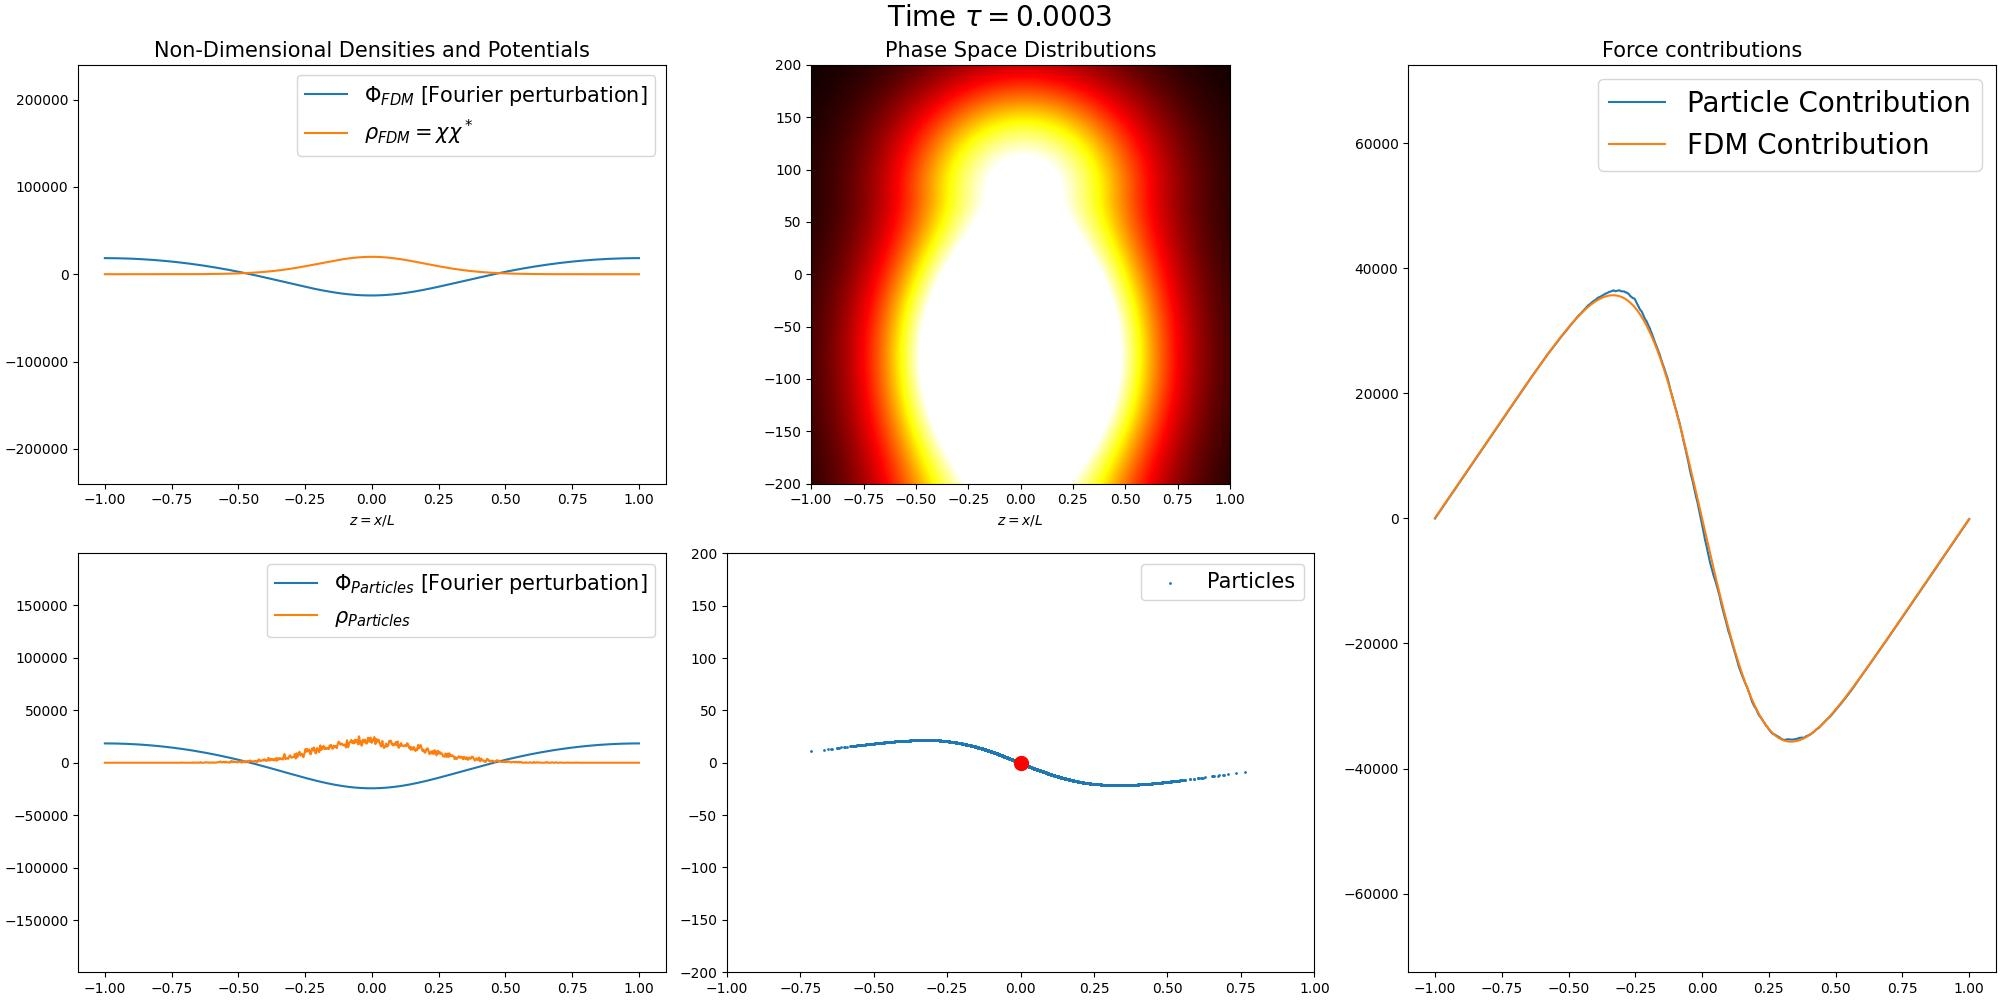 Time τ = 0.0003
Non-Dimensional Densities and Potentials
Φ_FDM [Fourier perturbation]
ρ_FDM = χχ*
200000
100000
0
−100000
−200000
−1.00 −0.75 −0.50 −0.25 0.00 0.25 0.50 0.75 1.00
z = x/L
Phase Space Distributions
200
150
100
50
0
−50
−100
−150
−200
−1.00 −0.75 −0.50 −0.25 0.00 0.25 0.50 0.75 1.00
z = x/L
Force contributions
Particle Contribution
FDM Contribution
60000
40000
20000
0
−20000
−40000
−60000
−1.00 −0.75 −0.50 −0.25 0.00 0.25 0.50 0.75 1.00
Φ_Particles [Fourier perturbation]
ρ_Particles
150000
100000
50000
0
−50000
−100000
−150000
−1.00 −0.75 −0.50 −0.25 0.00 0.25 0.50 0.75 1.00
Particles
200
150
100
50
0
−50
−100
−150
−200
−1.00 −0.75 −0.50 −0.25 0.00 0.25 0.50 0.75 1.00